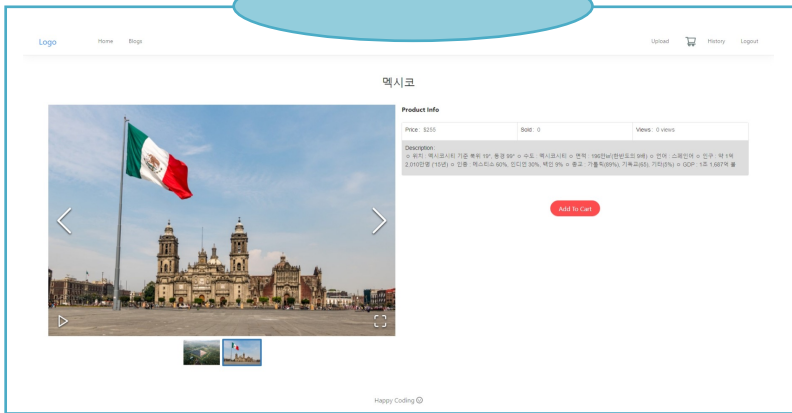 Logo
Home
Blogs
Upload
History
Logout
멕시코
Product Info
Price : $255
Sold : 0
Views : 0 views
Description :
ㅇ 위치 : 멕시코시티 기준 북위 19°, 동경 99° ㅇ 수도 : 멕시코시티 ㅇ 면적 : 196만㎢(한반도의 9배) ㅇ 언어 : 스페인어 ㅇ 인구 : 약 1억
2,010만명 ('15년) ㅇ 인종 : 메스티소 60%, 인디언 30%, 백인 9% ㅇ 종교 : 가톨릭(89%), 기독교(6%), 기타(5%) ㅇ GDP : 1조 1,667억 불
Add To Cart
Happy Coding